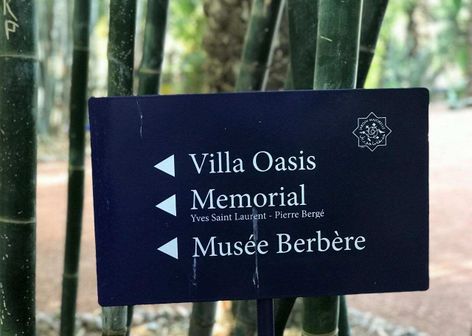 Villa Oasis
Memorial
Yves Saint Laurent - Pierre Bergé
Musée Berbère